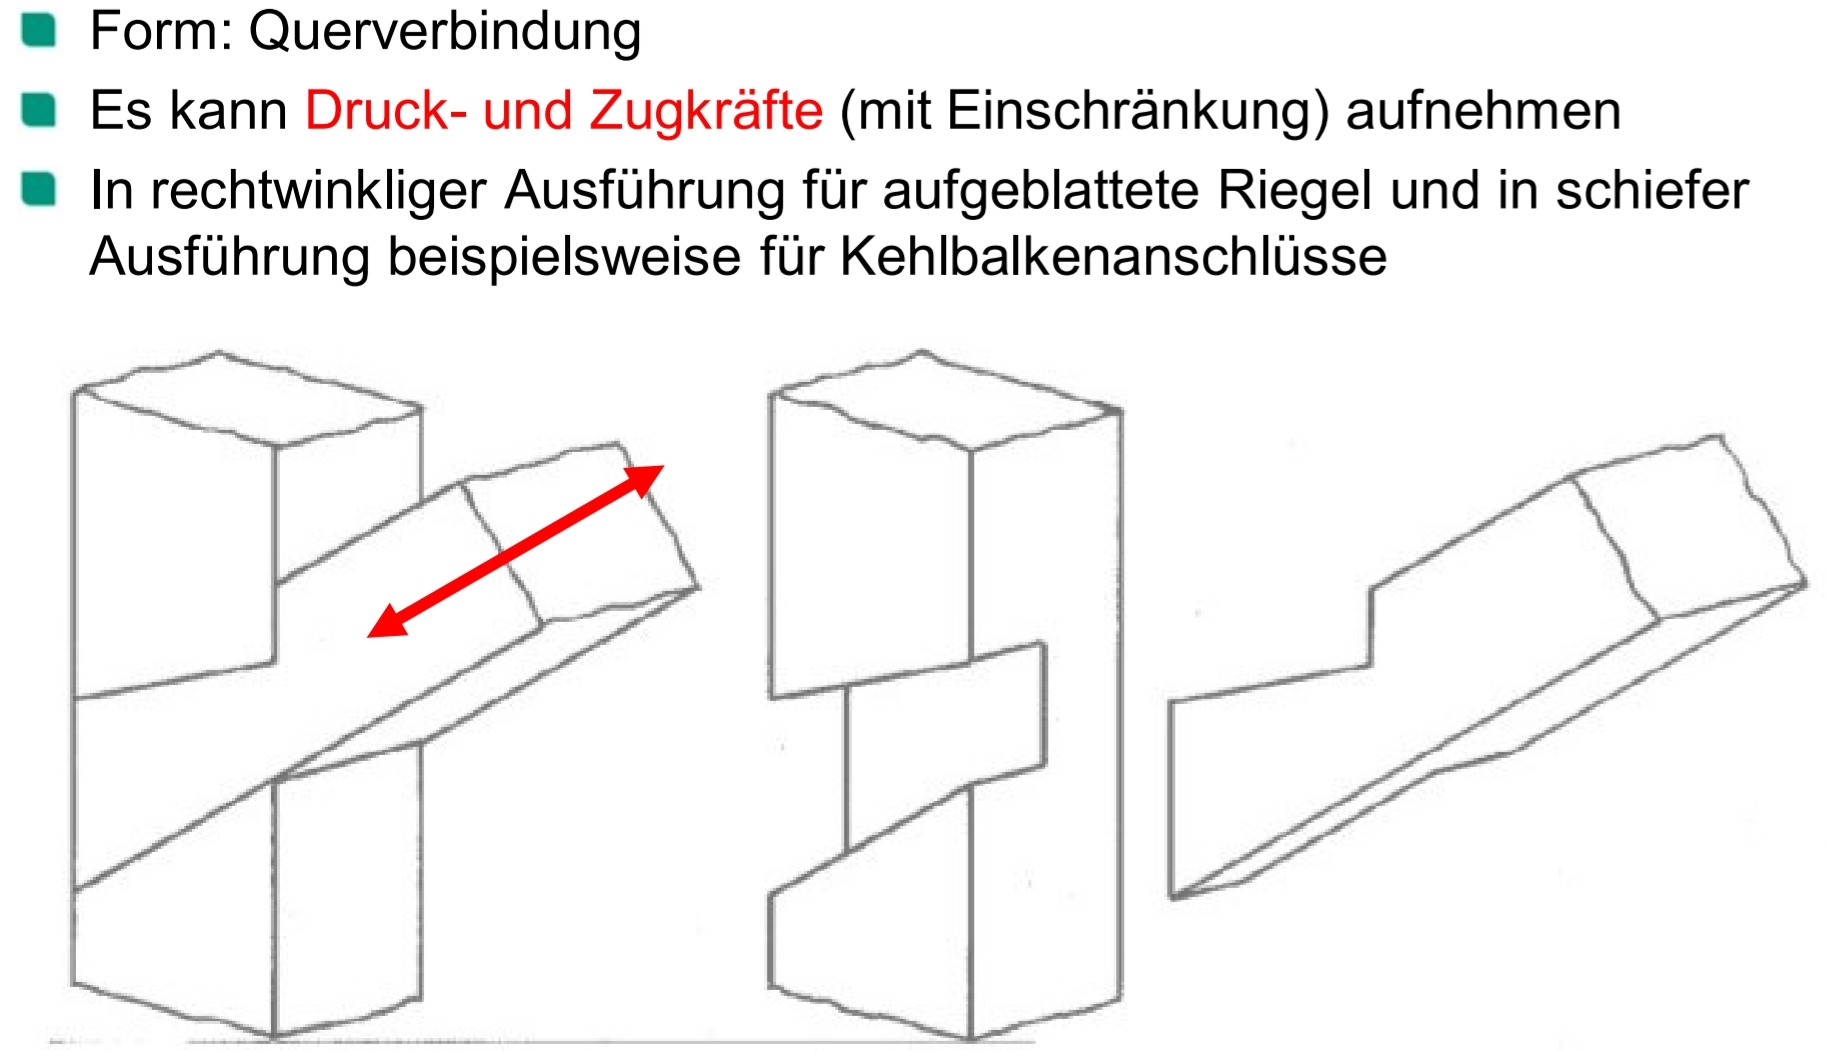 Form: Querverbindung
Es kann Druck- und Zugkräfte (mit Einschränkung) aufnehmen
In rechtwinkliger Ausführung für aufgeblattete Riegel und in schiefer
Ausführung beispielsweise für Kehlbalkenanschlüsse